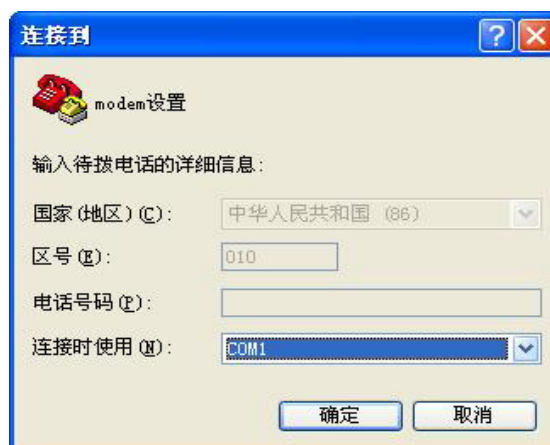 连接到
modem设置
输入待拨电话的详细信息:
国家(地区)(C): 中华人民共和国 (86)
区号(E): 010
电话号码(P):
连接时使用(N): COM1
确定 取消